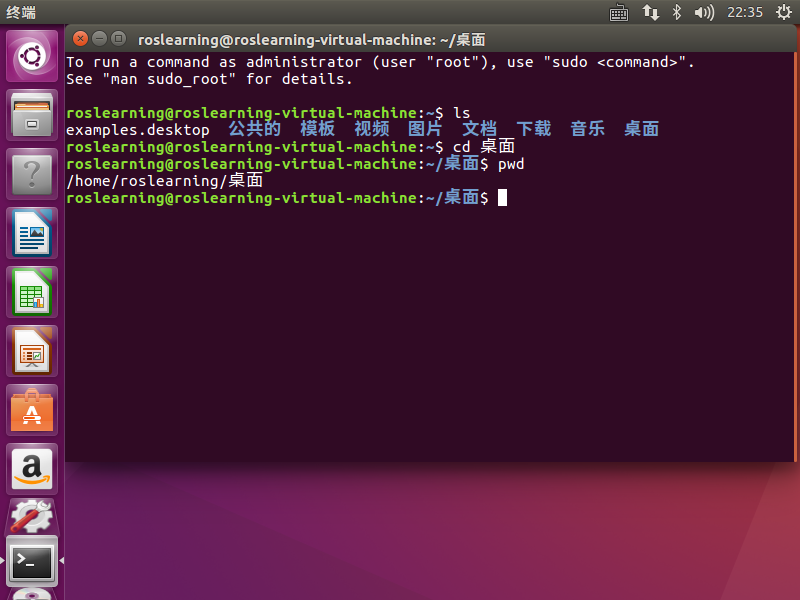 终端
22:35
roslearning@roslearning-virtual-machine: ~/桌面
To run a command as administrator (user "root"), use "sudo <command>".
See "man sudo_root" for details.
roslearning@roslearning-virtual-machine:~$ ls
examples.desktop 公共的 模板 视频 图片 文档 下载 音乐 桌面
roslearning@roslearning-virtual-machine:~$ cd 桌面
roslearning@roslearning-virtual-machine:~/桌面$ pwd
/home/roslearning/桌面
roslearning@roslearning-virtual-machine:~/桌面$